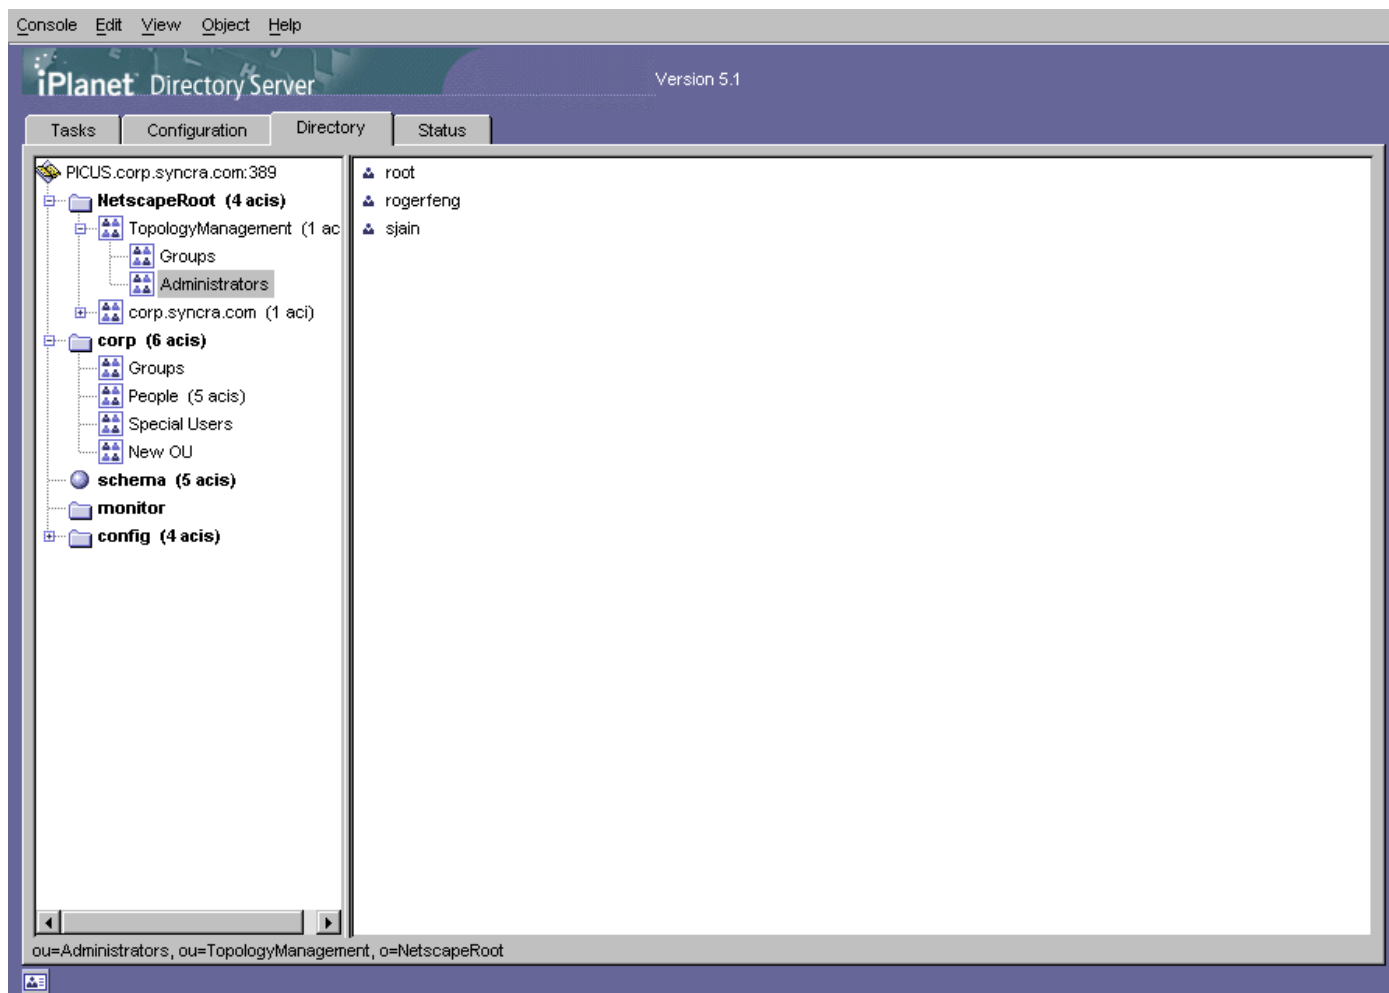 Console Edit View Object Help
iPlanet Directory Server
Version 5.1
Tasks Configuration Directory Status
PICUS.corp.syncra.com:389
NetscapeRoot (4 acis)
TopologyManagement (1 ac
Groups
Administrators
corp.syncra.com (1 aci)
corp (6 acis)
Groups
People (5 acis)
Special Users
New OU
schema (5 acis)
monitor
config (4 acis)
root
rogerfeng
sjain
ou=Administrators, ou=TopologyManagement, o=NetscapeRoot